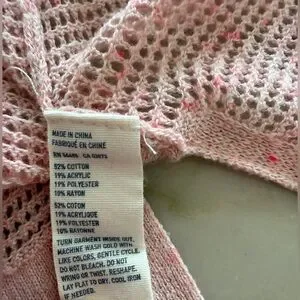 MADE IN CHINA
FABRIQUÉ EN CHINE
52% COTTON
19% ACRYLIC
19% POLYESTER
10% RAYON
52% COTON
19% ACRYLIQUE
19% POLYESTER
10% RAYONNE
TURN GARMENT INSIDE OUT,
MACHINE WASH COLD WITH
LIKE COLORS, GENTLE CYCLE.
DO NOT BLEACH. DO NOT
WRING OR TWIST. RESHAPE,
LAY FLAT TO DRY. COOL IRON
IF NEEDED.